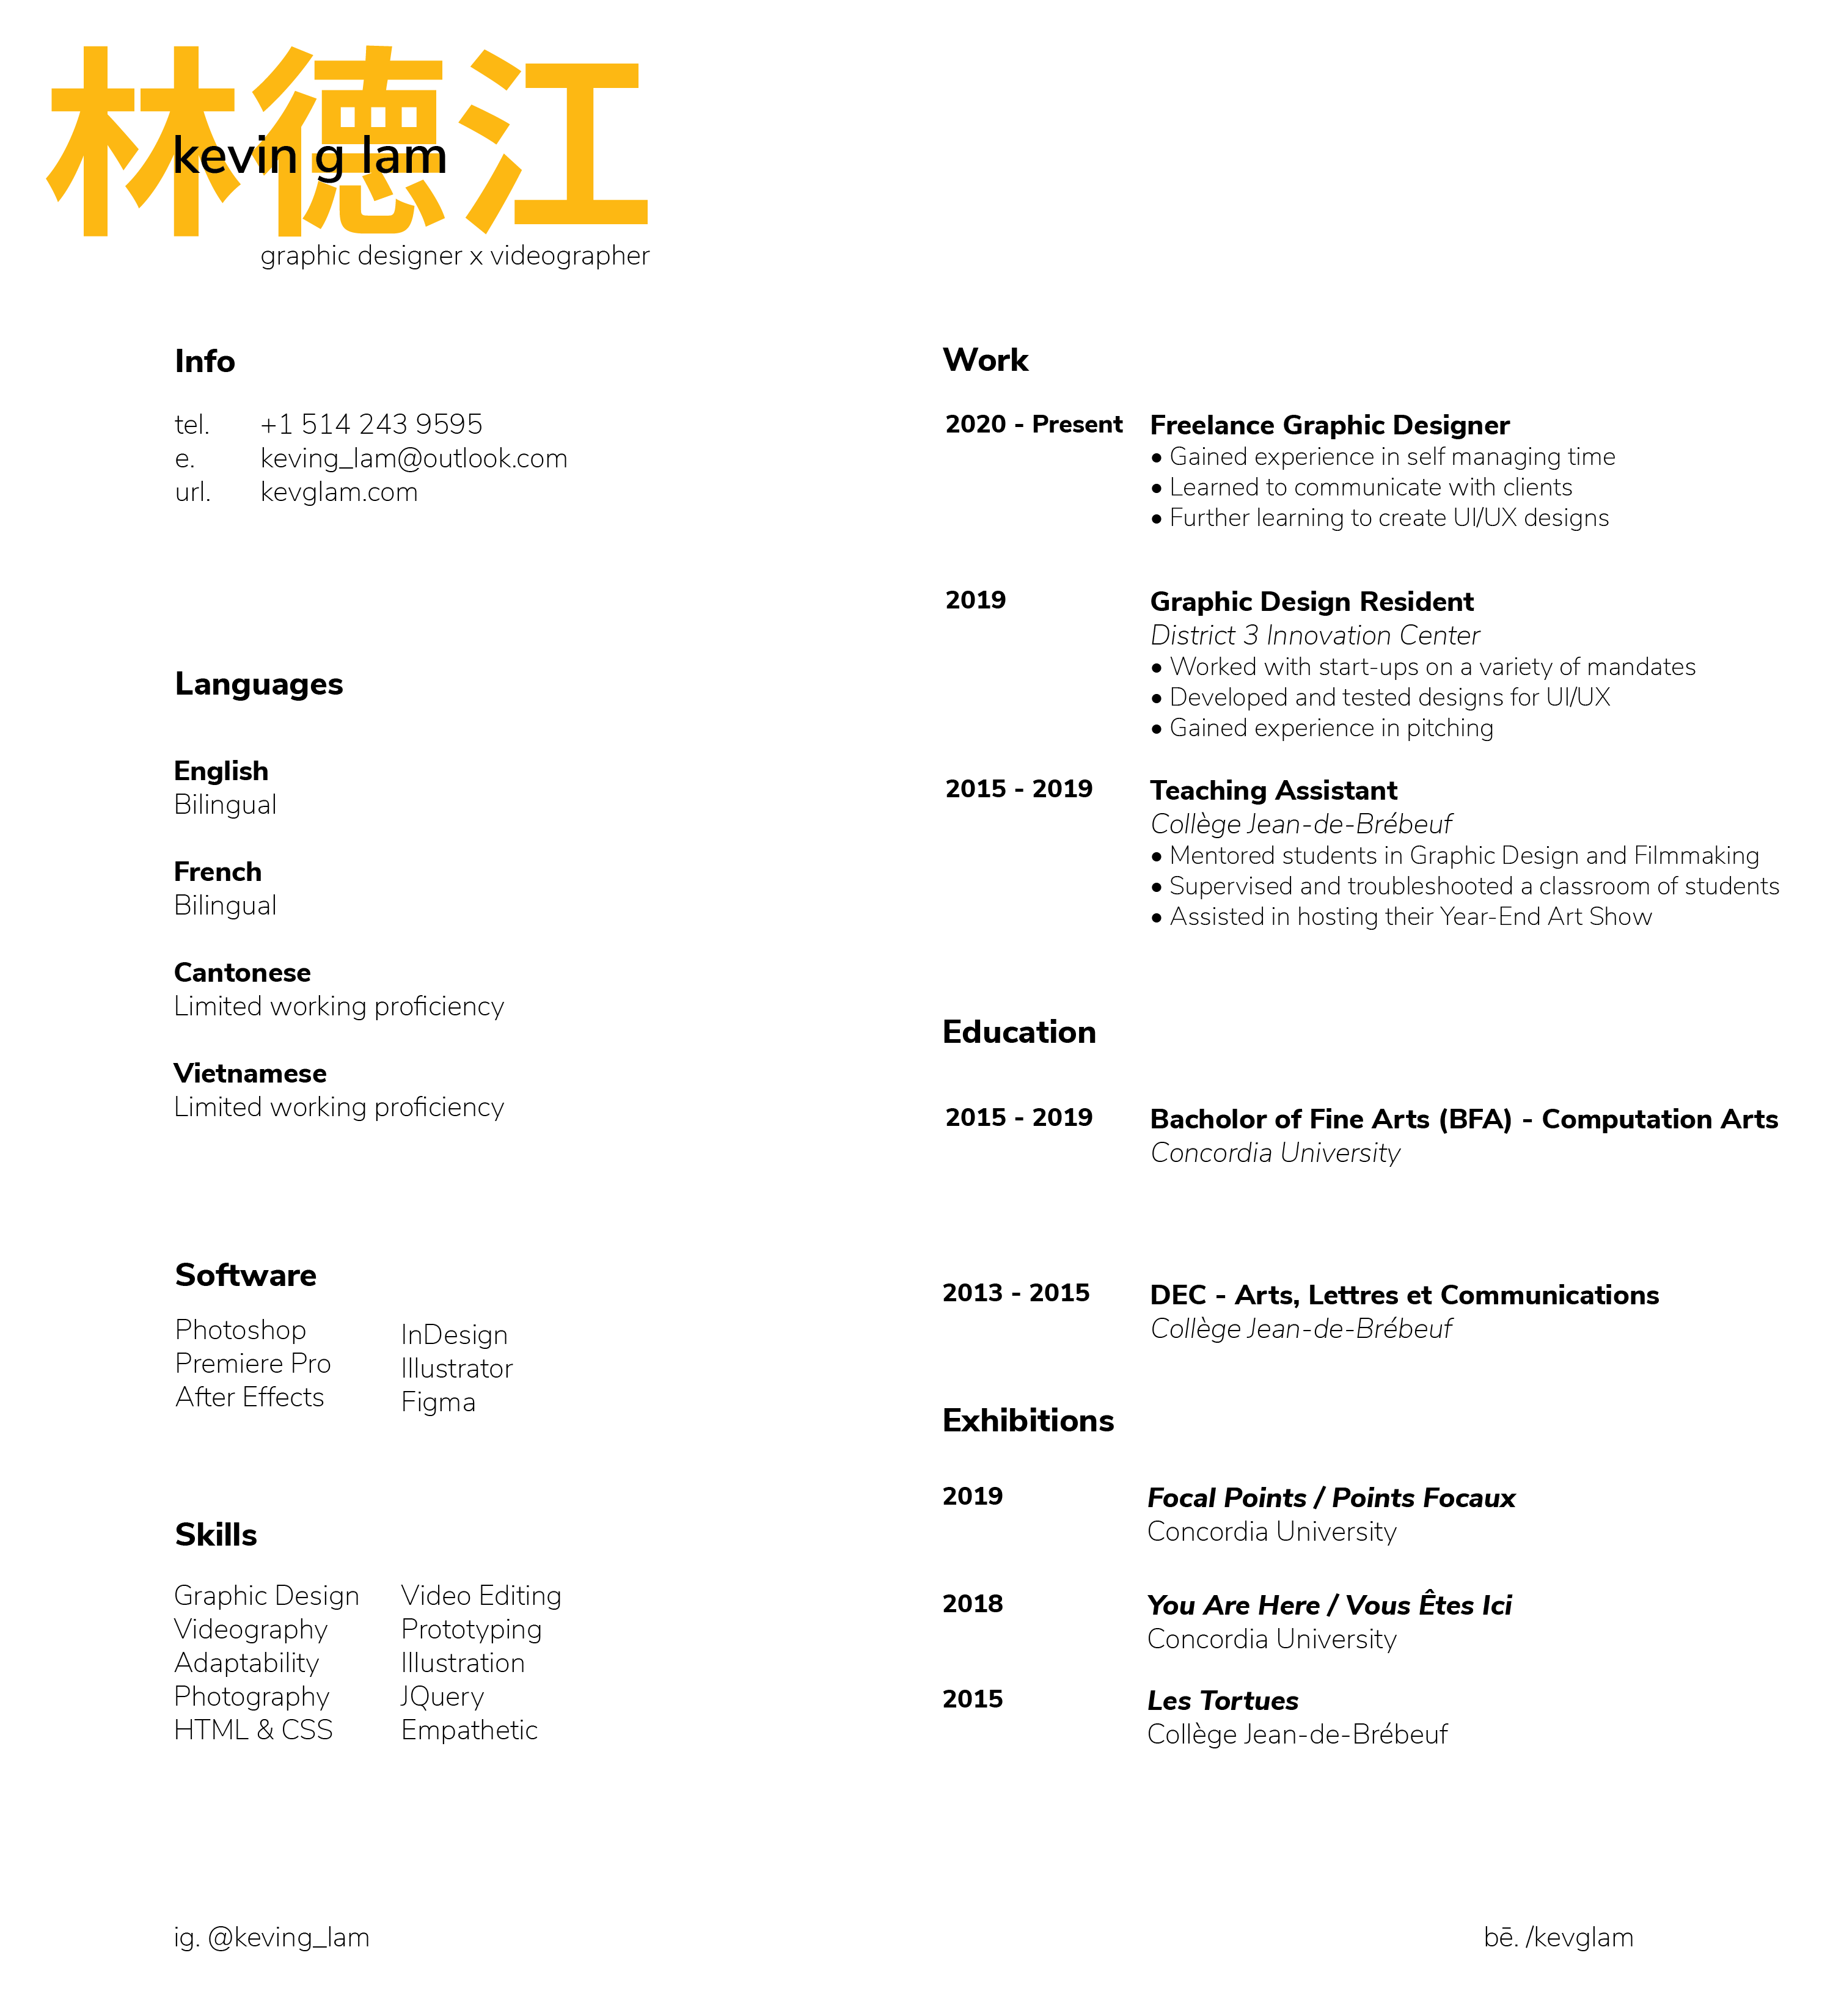 林徳江
kevin g lam
graphic designer x videographer
Info
tel. +1 514 243 9595
e. keving_lam@outlook.com
url. kevglam.com
Languages
English
Bilingual
French
Bilingual
Cantonese
Limited working proficiency
Vietnamese
Limited working proficiency
Software
Photoshop
Premiere Pro
After Effects
InDesign
Illustrator
Figma
Skills
Graphic Design
Videography
Adaptability
Photography
HTML & CSS
Video Editing
Prototyping
Illustration
JQuery
Empathetic
Work
2020 - Present Freelance Graphic Designer
• Gained experience in self managing time
• Learned to communicate with clients
• Further learning to create UI/UX designs
2019 Graphic Design Resident
District 3 Innovation Center
• Worked with start-ups on a variety of mandates
• Developed and tested designs for UI/UX
• Gained experience in pitching
2015 - 2019 Teaching Assistant
Collège Jean-de-Brébeuf
• Mentored students in Graphic Design and Filmmaking
• Supervised and troubleshooted a classroom of students
• Assisted in hosting their Year-End Art Show
Education
2015 - 2019 Bacholor of Fine Arts (BFA) - Computation Arts
Concordia University
2013 - 2015 DEC - Arts, Lettres et Communications
Collège Jean-de-Brébeuf
Exhibitions
2019 Focal Points / Points Focaux
Concordia University
2018 You Are Here / Vous Êtes Ici
Concordia University
2015 Les Tortues
Collège Jean-de-Brébeuf
ig. @keving_lam
bē. /kevglam